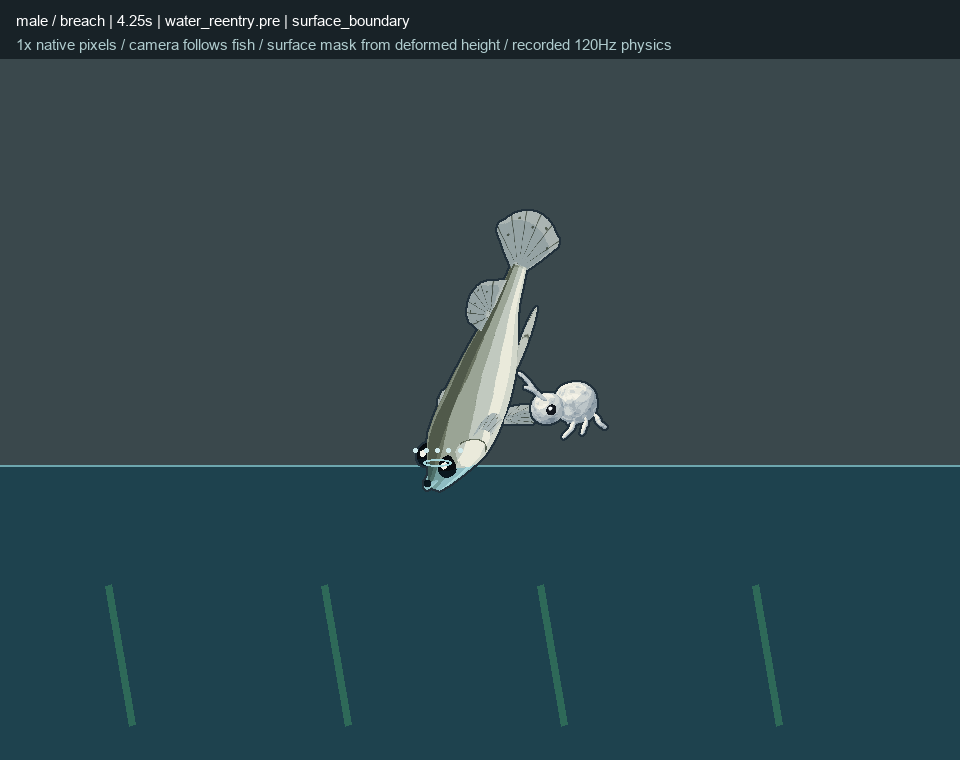 male / breach | 4.25s | water_reentry.pre | surface_boundary
1x native pixels / camera follows fish / surface mask from deformed height / recorded 120Hz physics